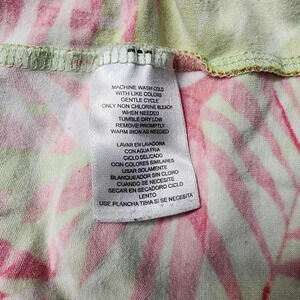 MACHINE WASH COLD
WITH LIKE COLORS
GENTLE CYCLE
ONLY NON CHLORINE BLEACH
WHEN NEEDED
TUMBLE DRY LOW
REMOVE PROMPTLY
WARM IRON AS NEEDED
LAVAR EN LAVADORA
CON AGUA FRIA
CICLO DELICADO
CON COLORES SIMILARES
USAR SOLAMENTE
BLANQUEADOR SIN CLORO
CUANDO SE NECESITE
SECAR EN SECADORO CICLO
LENTO
USE PLANCHA TIBIA SI SE NECESITA